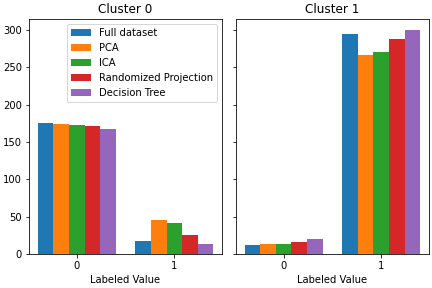 Cluster 0
Cluster 1
Full dataset
PCA
ICA
Randomized Projection
Decision Tree
300
250
200
150
100
50
0
0
1
0
1
Labeled Value
Labeled Value